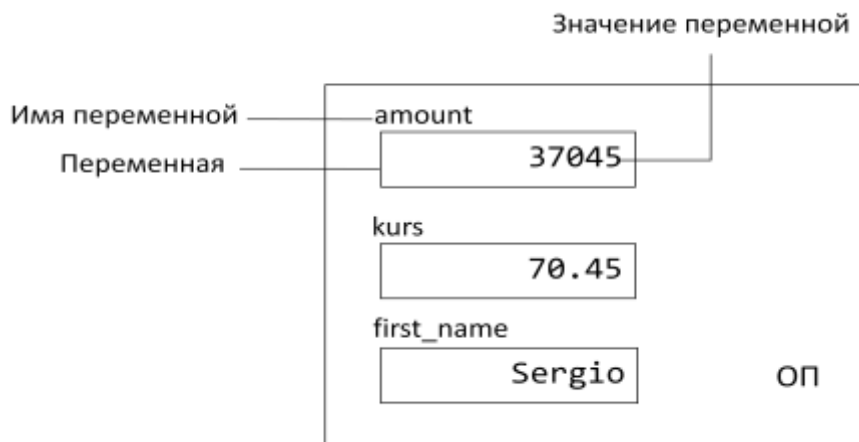 Значение переменной
Имя переменной
amount
Переменная
37045
kurs
70.45
first_name
Sergio
ОП